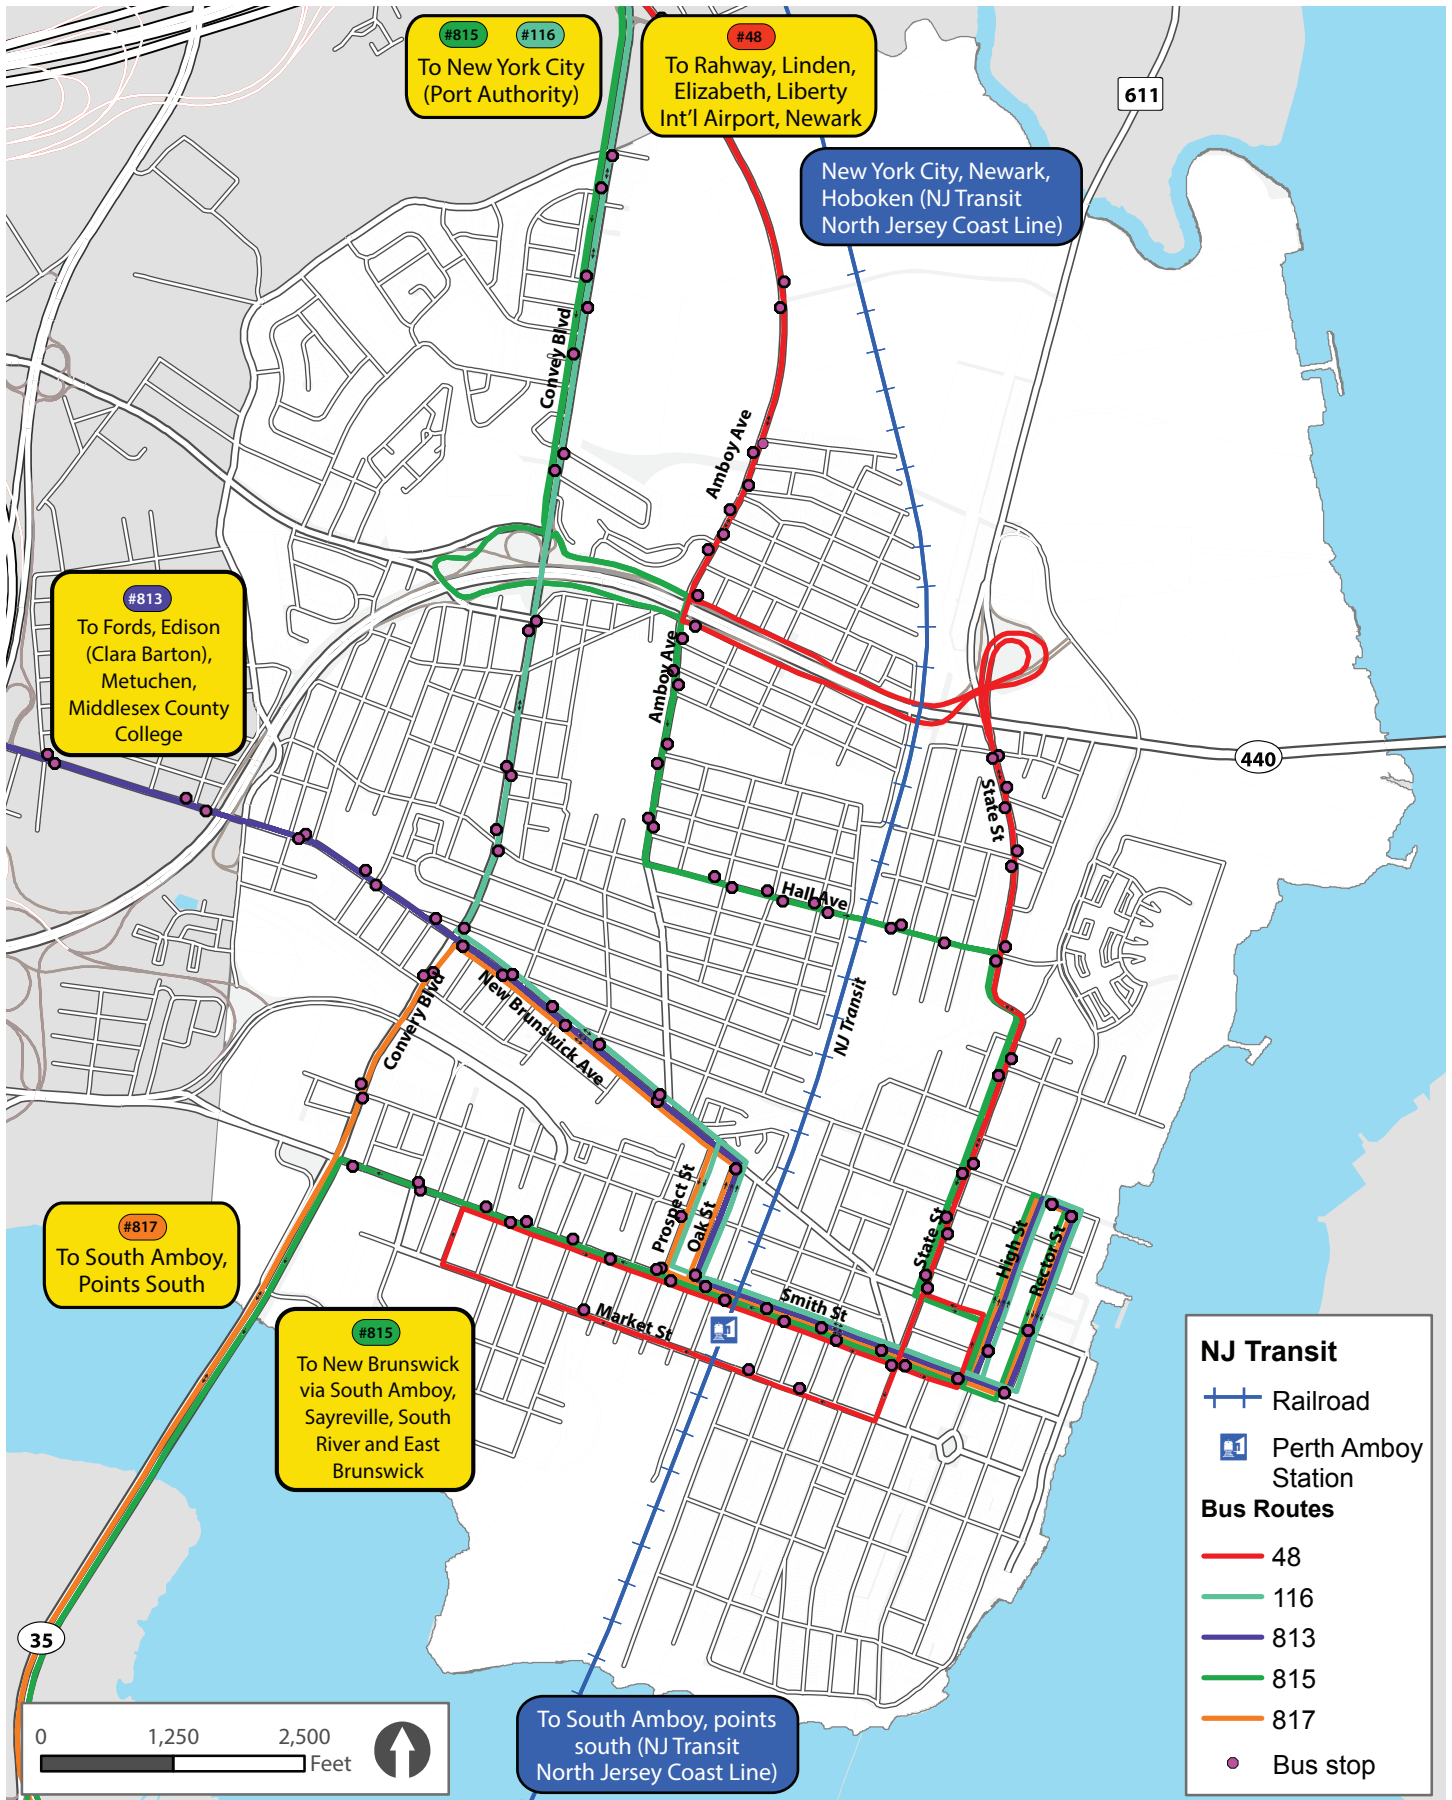 #815 #116
To New York City
(Port Authority)
#48
To Rahway, Linden,
Elizabeth, Liberty
Int'l Airport, Newark
611
New York City, Newark,
Hoboken (NJ Transit
North Jersey Coast Line)
Convey Blvd
Amboy Ave
#813
To Fords, Edison
(Clara Barton),
Metuchen,
Middlesex County
College
Amboy Ave
440
State St
Hall Ave
New Brunswick Ave
Convery Blvd
NJ Transit
Prospect St
Oak St
State St
High St
Rector St
#817
To South Amboy,
Points South
Smith St
Market St
#815
To New Brunswick
via South Amboy,
Sayreville, South
River and East
Brunswick
35
0 1,250 2,500
Feet
To South Amboy, points
south (NJ Transit
North Jersey Coast Line)
NJ Transit
Railroad
Perth Amboy
Station
Bus Routes
48
116
813
815
817
Bus stop